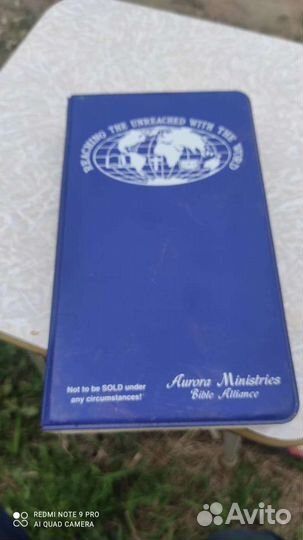 REACHING THE UNREACHED WITH THE WORD
Not to be SOLD under
any circumstances!
Aurora Ministries
Bible Alliance
REDMI NOTE 9 PRO
AI QUAD CAMERA
Avito